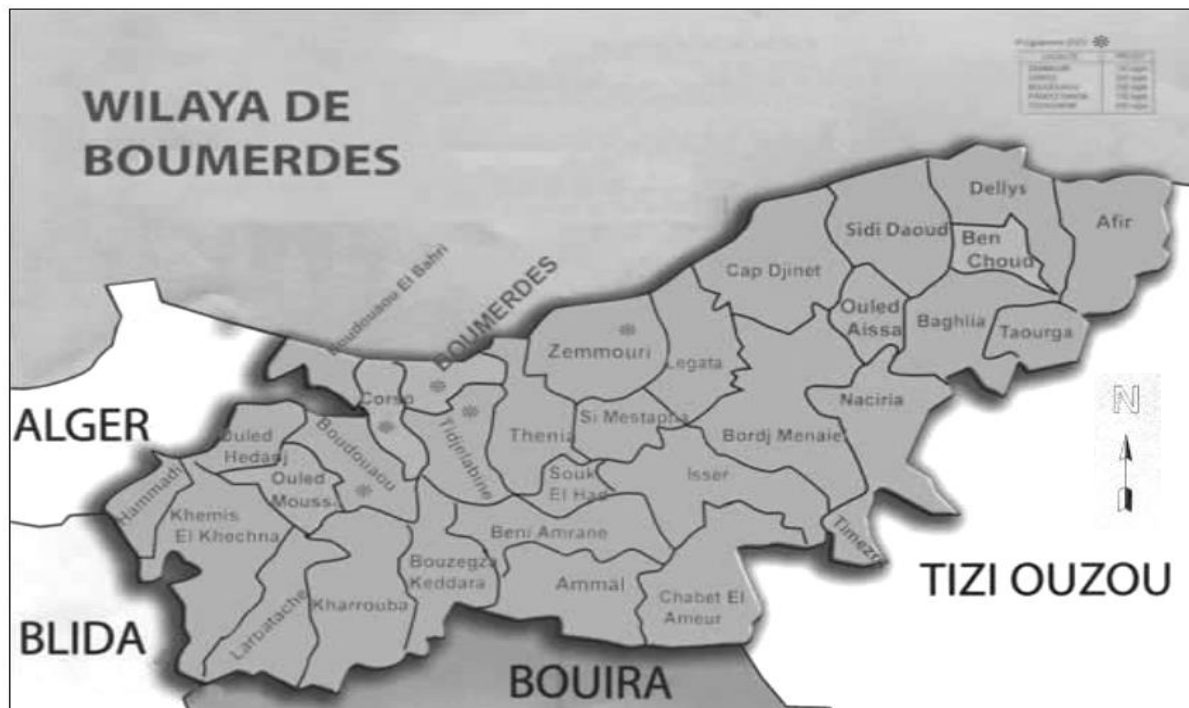 WILAYA DE
BOUMERDES
Programme
Boudouaou El Bahri
BOUMERDES
Dellys
Afir
Sidi Daoud
Ben
Choud
Cap Djinet
Ouled
Aissa
Baghlia
Taourga
Zemmouri
Legata
Corso
Naciria
ALGER
Ouled
Hedadj
Boudouaou
Tidjelabine
Thenia
Si Mestapha
Bordj Menaiel
Hammadi
Ouled
Moussa
Souk
El Had
Isser
Khemis
El Khechna
Beni Amrane
Timezrit
Bouzegza
Keddara
Ammal
Larbatache
Kharrouba
Chabet El
Ameur
BLIDA
TIZI OUZOU
BOUIRA
N